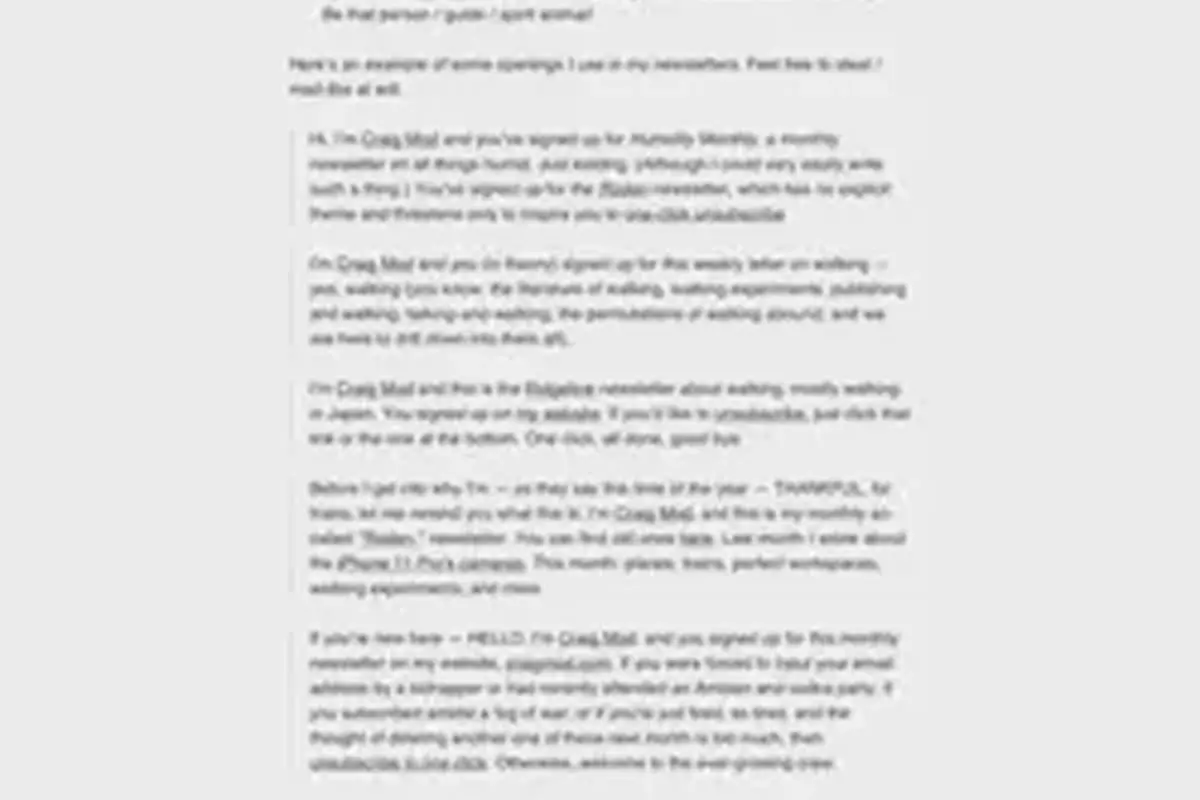 Be that person / guide / spirit animal!
Here's an example of some openings I use in my newsletters. Feel free to steal /
mod-like at will.
Hi, I'm Craig Mod and you've signed up for Humidity Monthly, a monthly
newsletter on all things humid. Just kidding. (Although I could very easily write
such a thing.) You've signed up for the Roden newsletter, which has no explicit
theme and threatens only to inspire you to one-click unsubscribe
I'm Craig Mod and you (in theory) signed up for this weekly letter on walking —
yes, walking (you know: the literature of walking, walking experiments, publishing
and walking, talking-and-walking, the permutations of walking abound, and we
are here to drill down into them all).
I'm Craig Mod and this is the Ridgeline newsletter about walking, mostly walking
in Japan. You signed up on my website. If you'd like to unsubscribe, just click that
link or the one at the bottom. One click, all done, good bye
Before I get into why I'm — as they say this time of the year — THANKFUL, for
trains, let me remind you what this is. I'm Craig Mod, and this is my monthly so-
called "Roden," newsletter. You can find old ones here. Last month I wrote about
the iPhone 11 Pro's cameras. This month: planes, trains, perfect workspaces,
walking experiments, and more
If you're new here — HELLO, I'm Craig Mod, and you signed up for this monthly
newsletter on my website, craigmod.com. If you were forced to input your email
address by a kidnapper or had recently attended an and vodka party, if
you subscribed amidst a fog of war, or if you're just tired, so tired, and the
thought of deleting another one of these next month is too much, then
unsubscribe in one click. Otherwise, welcome to the ever-growing crew.